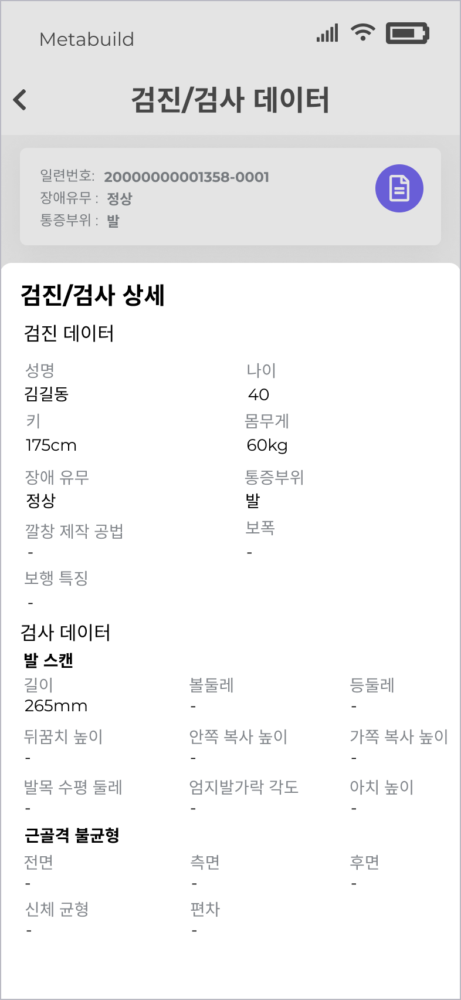 Metabuild
검진/검사 데이터
일련번호: 20000000001358-0001
장애유무 : 정상
통증부위 : 발
검진/검사 상세
검진 데이터
성명 나이
김길동 40
키 몸무게
175cm 60kg
장애 유무 통증부위
정상 발
깔창 제작 공법 보폭
- -
보행 특징
-
검사 데이터
발 스캔
길이 볼둘레 등둘레
265mm - -
뒤꿈치 높이 안쪽 복사 높이 가쪽 복사 높이
- - -
발목 수평 둘레 엄지발가락 각도 아치 높이
- - -
근골격 불균형
전면 측면 후면
- - -
신체 균형 편차
- -